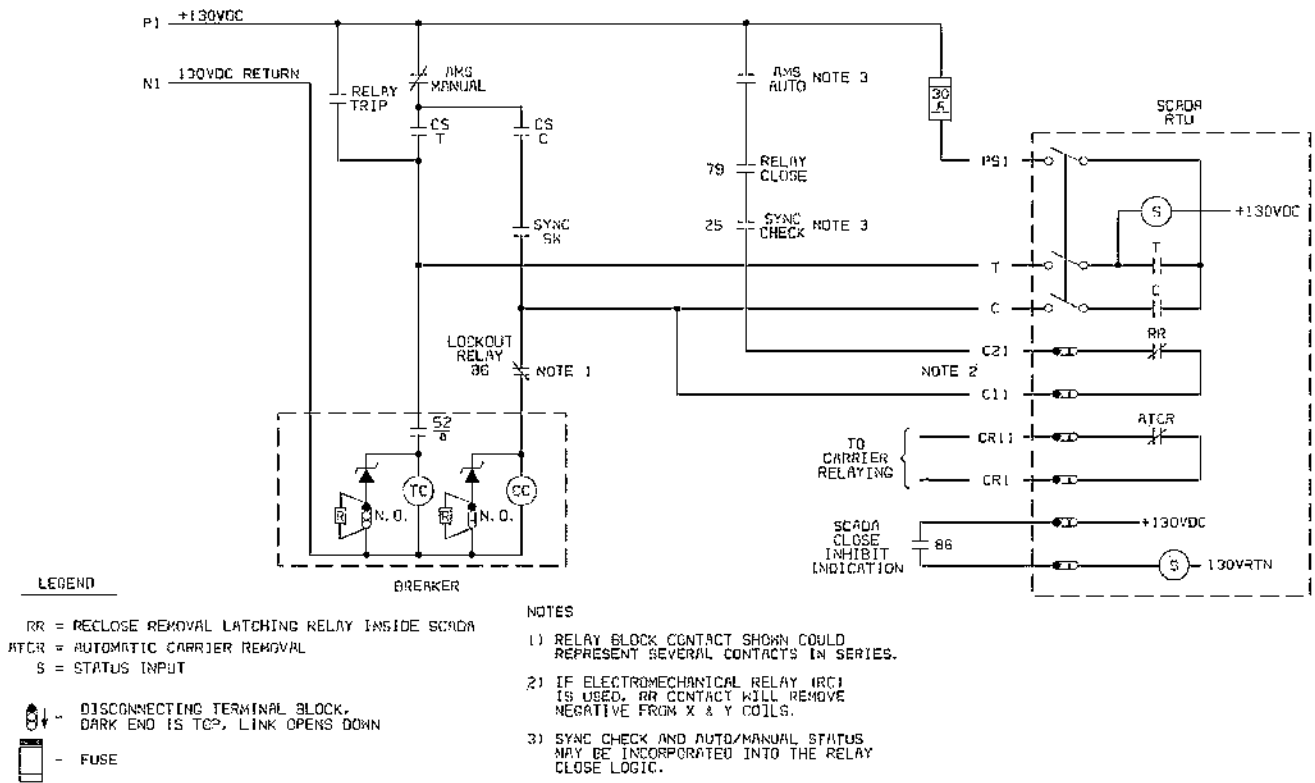 P1 +130VDC
N1 130VDC RETURN
RELAY
TRIP
AMS
MANUAL
CS
T
CS
C
SYNC
SW
LOCKOUT
RELAY
86
NOTE 1
AMS
AUTO
NOTE 3
79 RELAY
CLOSE
25 SYNC
CHECK
NOTE 3
30
A
SCADA
RTU
PS1
S
+130VDC
T
T
C
C
C21
RR
NOTE 2
C11
ATCR
TO
CARRIER
RELAYING
CR11
CR1
SCADA
CLOSE
INHIBIT
INDICATION
86
+130VDC
S
130VRTN
52
a
TC
CC
R
N.O.
R
N.O.
BREAKER
LEGEND
RR = RECLOSE REMOVAL LATCHING RELAY INSIDE SCADA
ATCR = AUTOMATIC CARRIER REMOVAL
S = STATUS INPUT
- DISCONNECTING TERMINAL BLOCK,
DARK END IS TOP, LINK OPENS DOWN
- FUSE
NOTES
1) RELAY BLOCK CONTACT SHOWN COULD
REPRESENT SEVERAL CONTACTS IN SERIES.
2) IF ELECTROMECHANICAL RELAY (RC)
IS USED, RR CONTACT WILL REMOVE
NEGATIVE FROM X & Y COILS.
3) SYNC CHECK AND AUTO/MANUAL STATUS
MAY BE INCORPORATED INTO THE RELAY
CLOSE LOGIC.